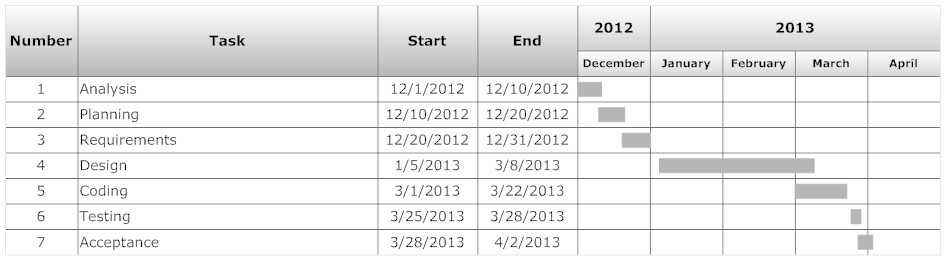 Number Task Start End 2012 2013
December January February March April
1 Analysis 12/1/2012 12/10/2012
2 Planning 12/10/2012 12/20/2012
3 Requirements 12/20/2012 12/31/2012
4 Design 1/5/2013 3/8/2013
5 Coding 3/1/2013 3/22/2013
6 Testing 3/25/2013 3/28/2013
7 Acceptance 3/28/2013 4/2/2013